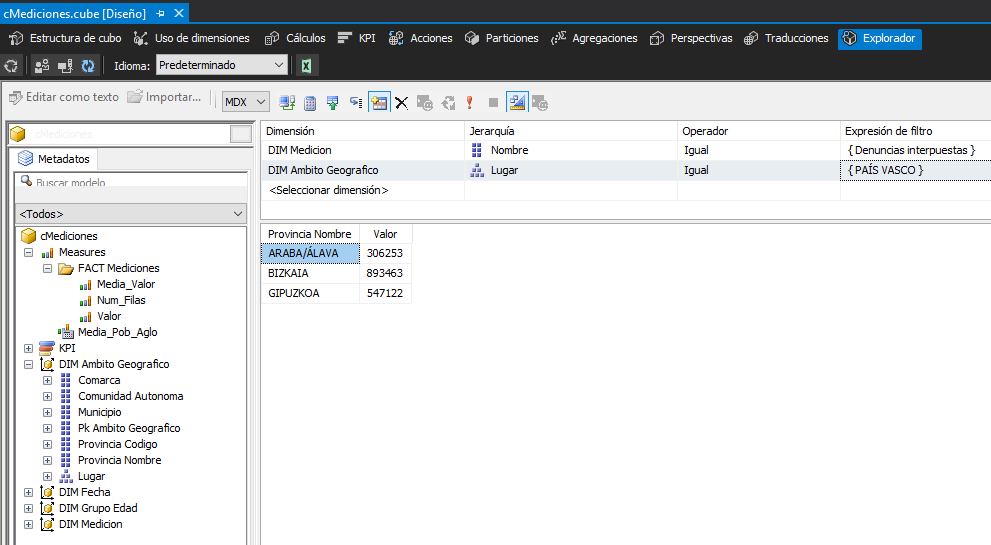 cMediciones.cube [Diseño]
Estructura de cubo Uso de dimensiones Cálculos KPI Acciones Particiones Agregaciones Perspectivas Traducciones Explorador
Idioma: Predeterminado
Editar como texto Importar... MDX
cMediciones
Metadatos
Buscar modelo
<Todos>
cMediciones
Measures
FACT Mediciones
Media_Valor
Num_Filas
Valor
Media_Pob_Aglo
KPI
DIM Ambito Geografico
Comarca
Comunidad Autonoma
Municipio
Pk Ambito Geografico
Provincia Codigo
Provincia Nombre
Lugar
DIM Fecha
DIM Grupo Edad
DIM Medicion
Dimensión Jerarquía Operador Expresión de filtro
DIM Medicion Nombre Igual { Denuncias interpuestas }
DIM Ambito Geografico Lugar Igual { PAÍS VASCO }
<Seleccionar dimensión>
Provincia Nombre Valor
ARABA/ÁLAVA 306253
BIZKAIA 893463
GIPUZKOA 547122